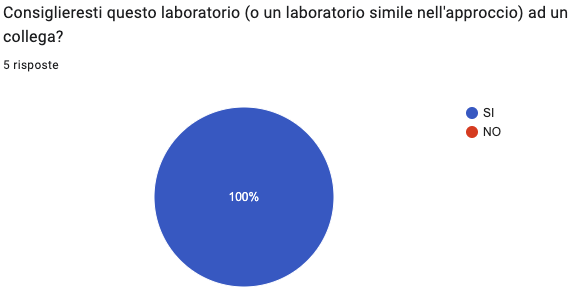 Consiglieresti questo laboratorio (o un laboratorio simile nell'approccio) ad un
collega?
5 risposte
SI
NO
100%